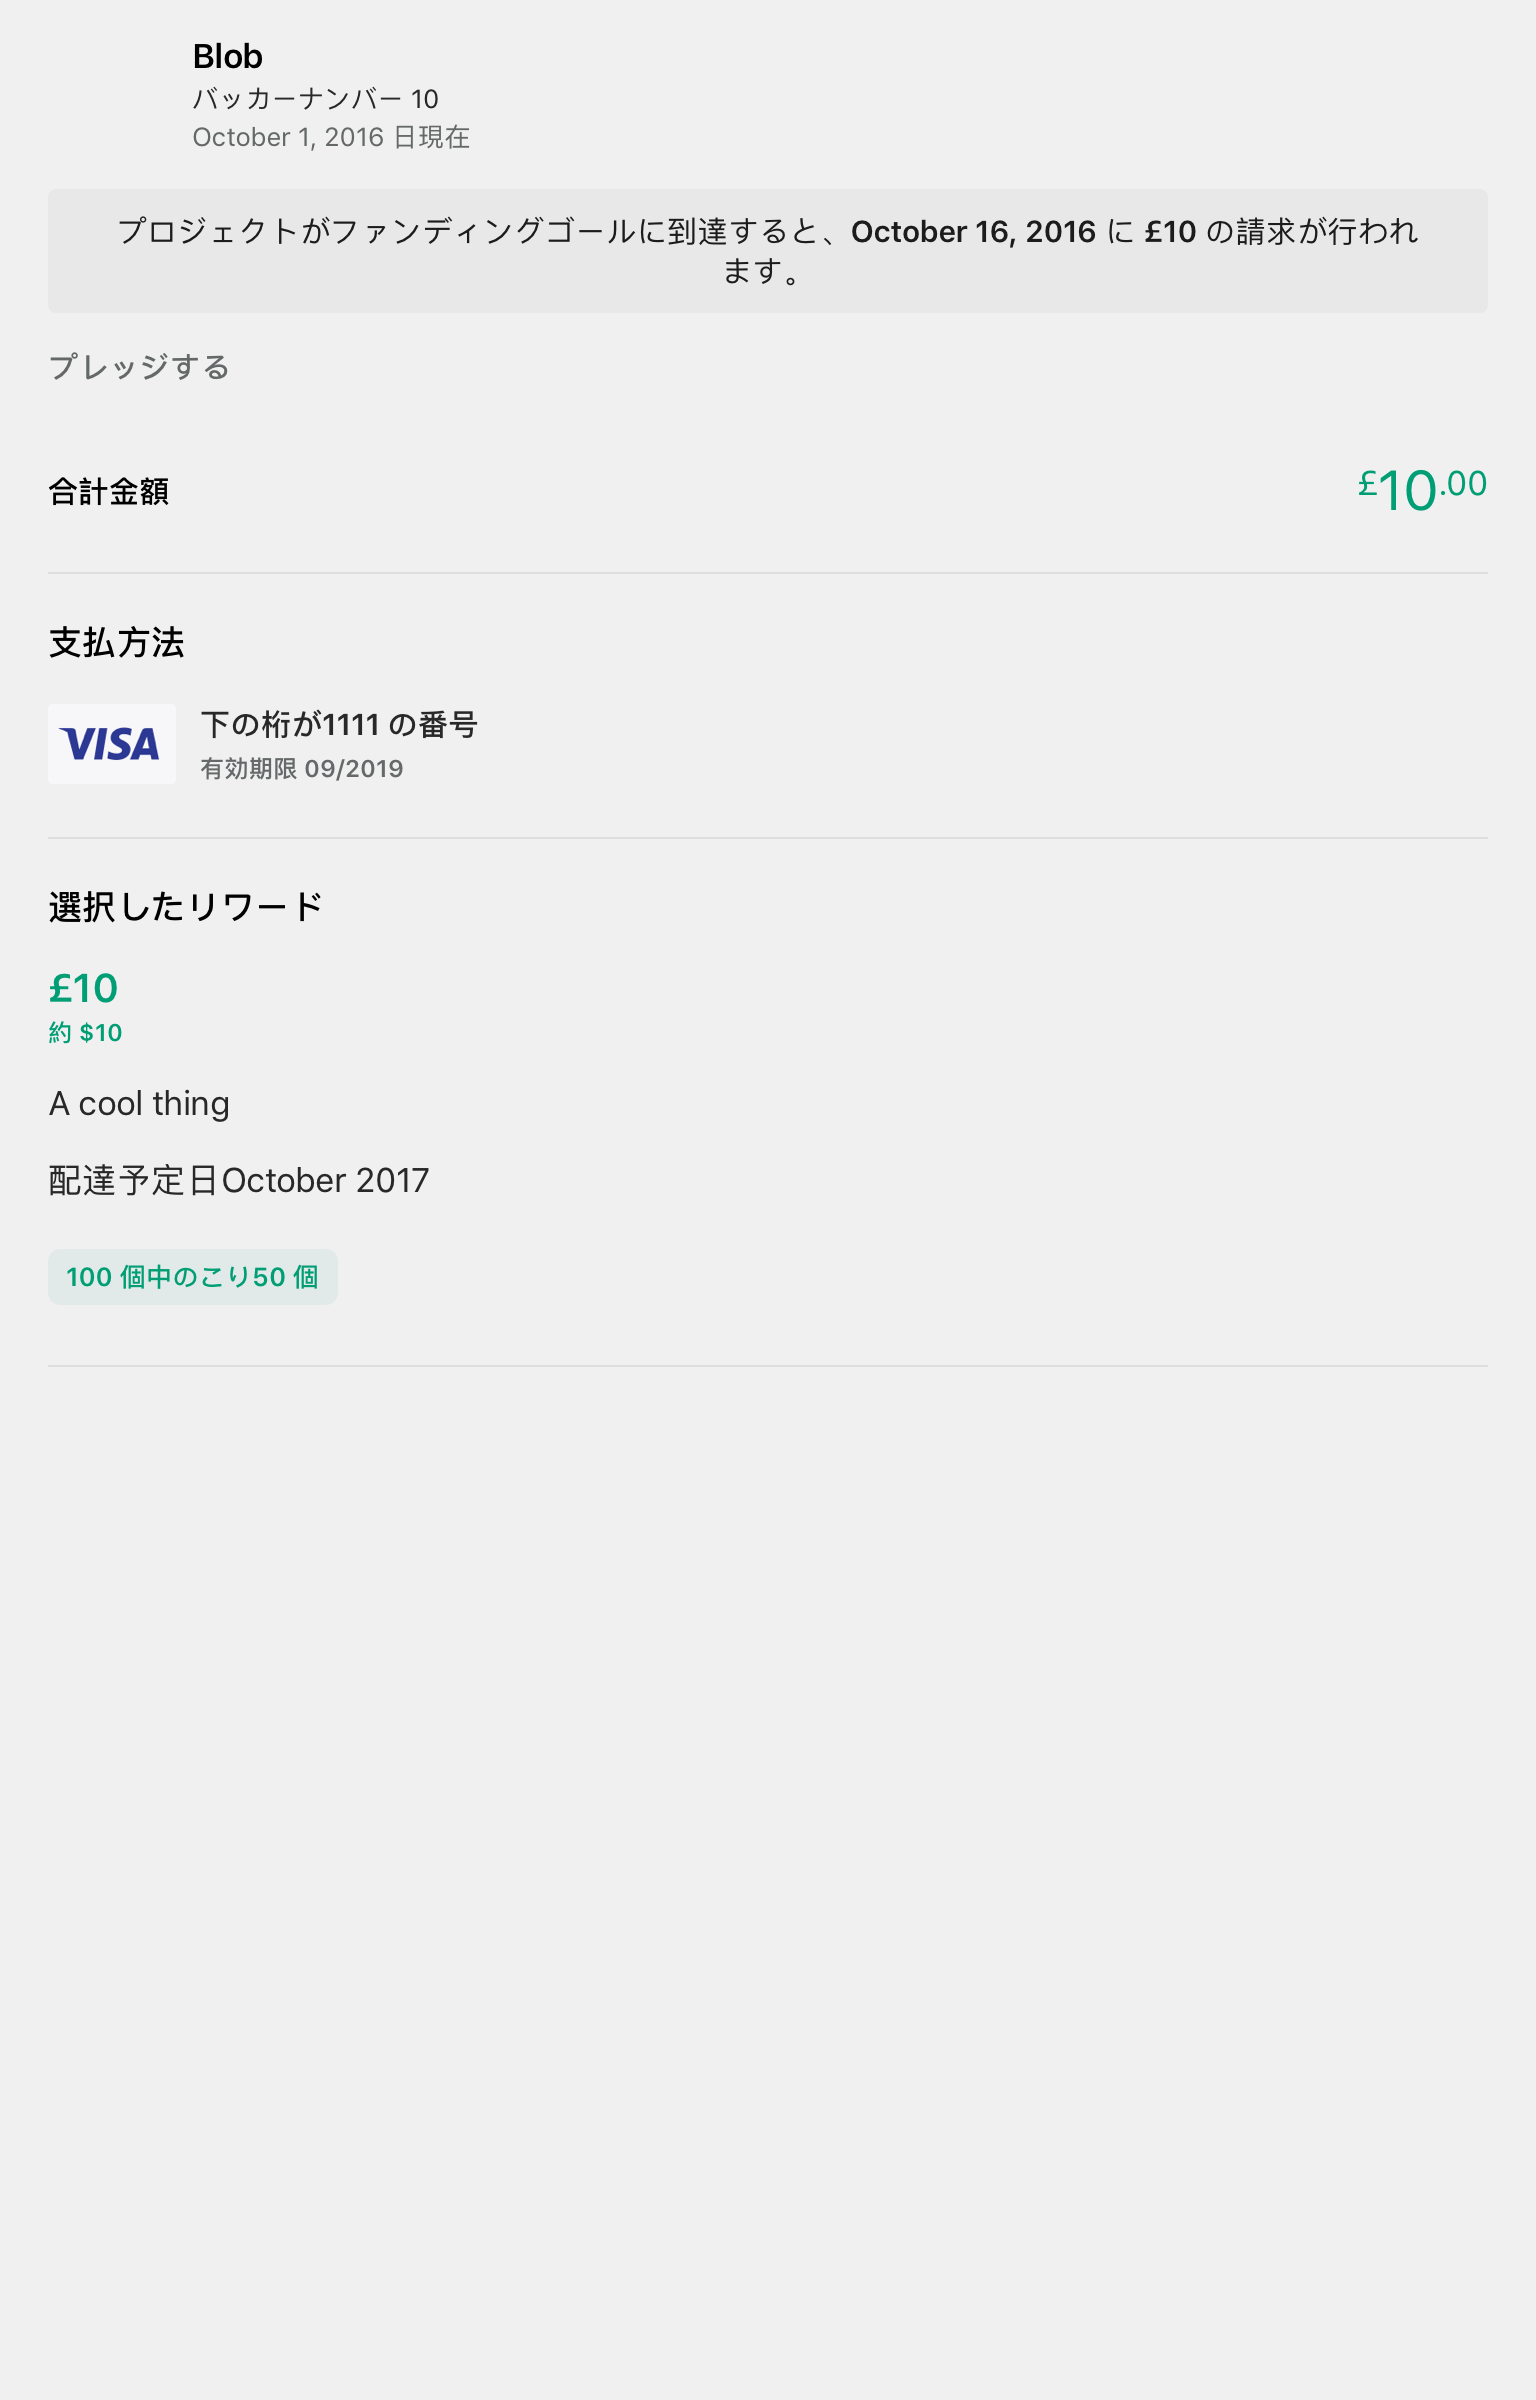 Blob
バッカーナンバー 10
October 1, 2016 日現在
プロジェクトがファンディングゴールに到達すると、October 16, 2016 に £10 の請求が行われ
ます。
プレッジする
合計金額 £10.00
支払方法
VISA 下の桁が1111 の番号
有効期限 09/2019
選択したリワード
£10
約 $10
A cool thing
配達予定日October 2017
100 個中のこり50 個